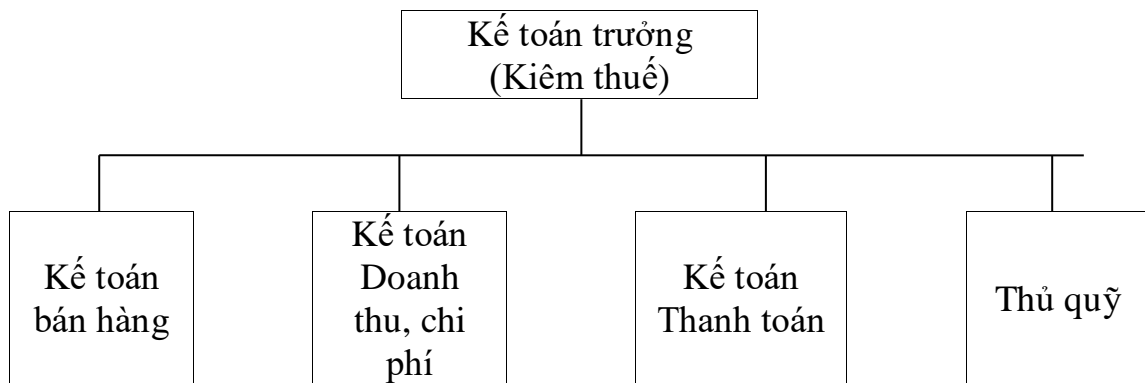 Kế toán trưởng
(Kiêm thuế)
Kế toán
bán hàng
Kế toán
Doanh
thu, chi
phí
Kế toán
Thanh toán
Thủ quỹ